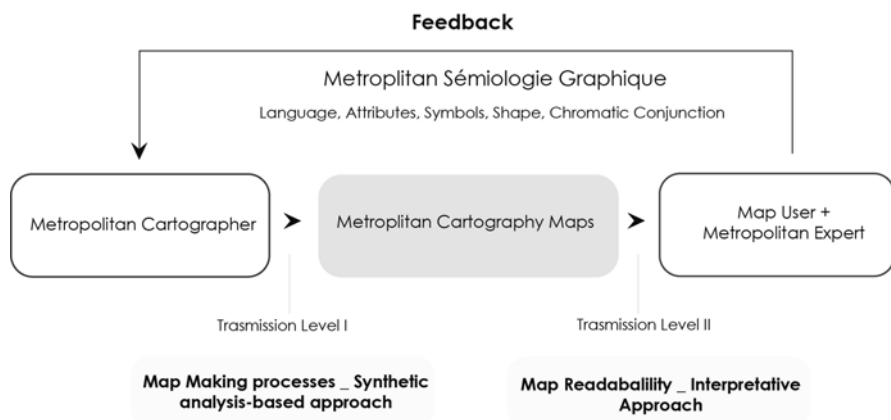 Feedback
Metroplitan Sémiologie Graphique
Language, Attributes, Symbols, Shape, Chromatic Conjunction
Metropolitan Cartographer
Metroplitan Cartography Maps
Map User +
Metropolitan Expert
Trasmission Level I
Trasmission Level II
Map Making processes _ Synthetic
analysis-based approach
Map Readabalility _ Interpretative
Approach